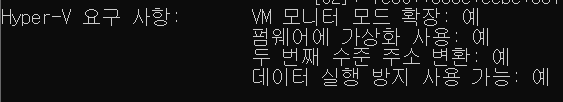 Hyper-V 요구 사항: VM 모니터 모드 확장: 예
펌웨어에 가상화 사용: 예
두 번째 수준 주소 변환: 예
데이터 실행 방지 사용 가능: 예